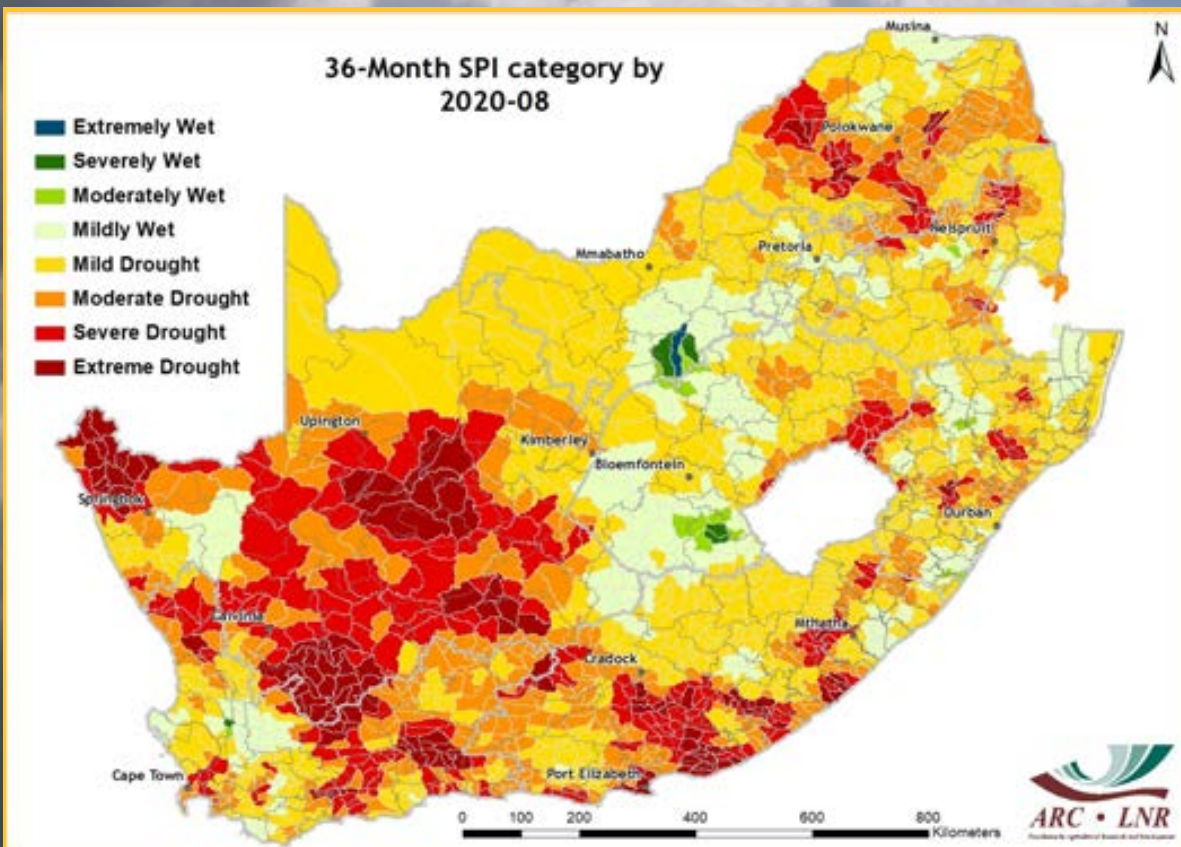 36-Month SPI category by
2020-08
N
Extremely Wet
Severely Wet
Moderately Wet
Mildly Wet
Mild Drought
Moderate Drought
Severe Drought
Extreme Drought
Musina
Polokwane
Nelspruit
Pretoria
Mmabatho
Upington
Kimberley
Bloemfontein
Springbok
Durban
Calvinia
Mthatha
Cradock
Cape Town
Port Elizabeth
0 100 200 400 600 800
Kilometers
ARC • LNR